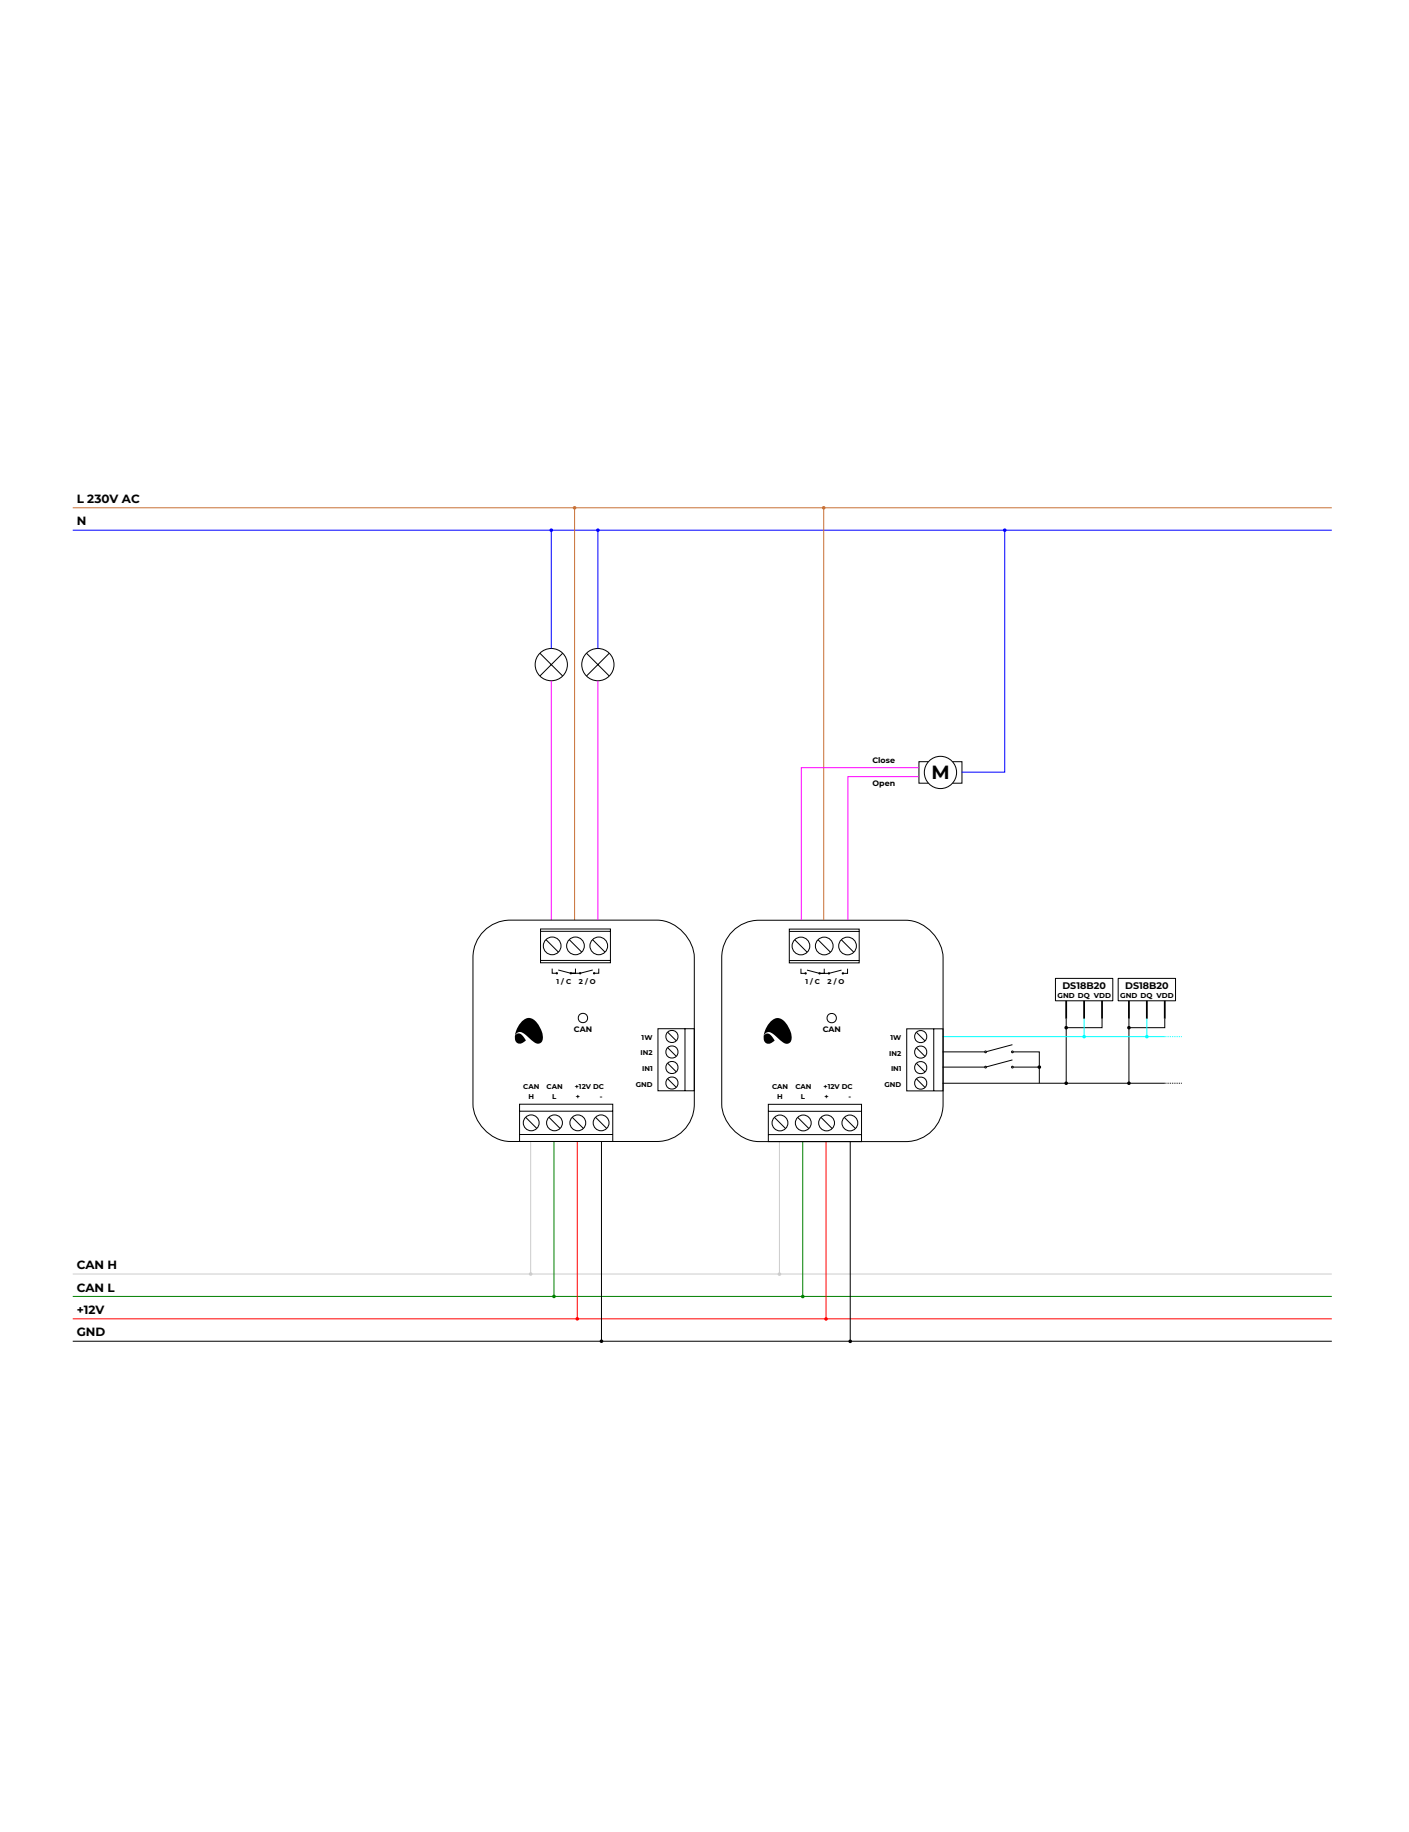 L 230V AC
N
Close
M
Open
1 / C 2 / O
1 / C 2 / O
DS18B20 DS18B20
GND DQ VDD GND DQ VDD
CAN
CAN
1W
IN2
IN1
GND
1W
IN2
IN1
GND
CAN CAN +12V DC
H L + -
CAN CAN +12V DC
H L + -
CAN H
CAN L
+12V
GND